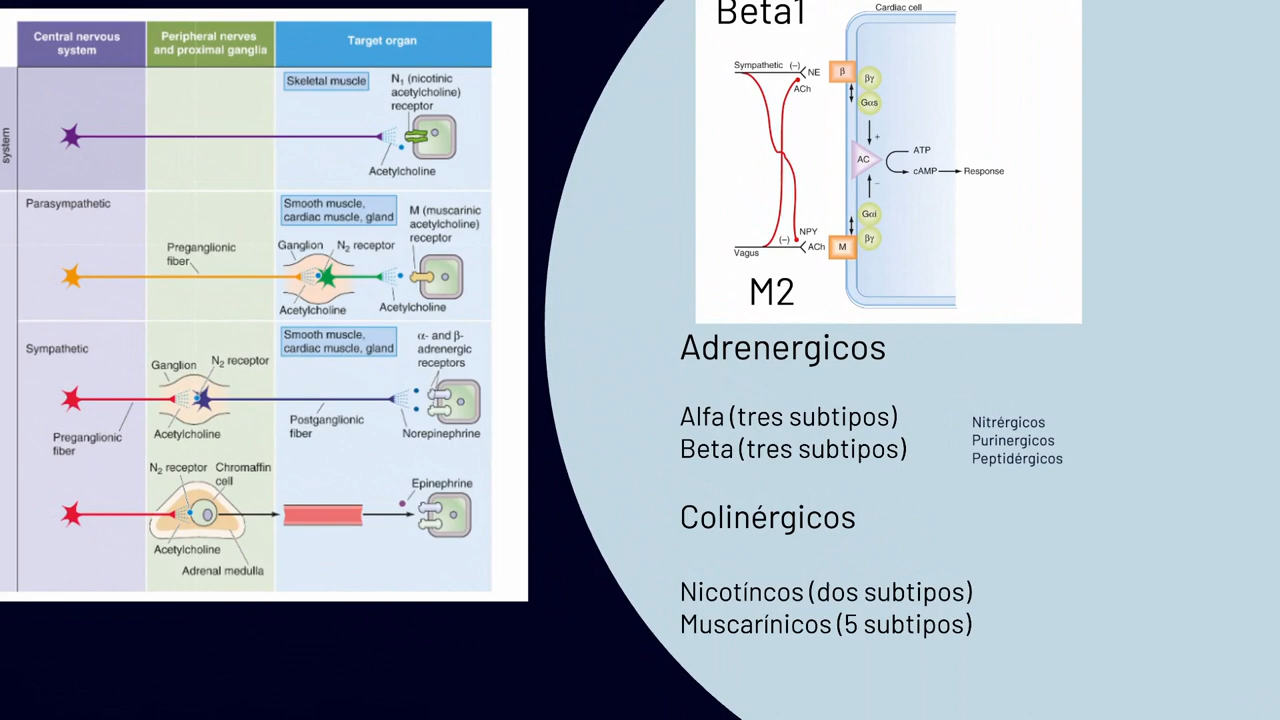 Central nervous
system
Peripheral nerves
and proximal ganglia
Target organ
system
Skeletal muscle
N1 (nicotinic
acetylcholine)
receptor
Acetylcholine
Parasympathetic
Smooth muscle,
cardiac muscle, gland
M (muscarinic
acetylcholine)
receptor
Preganglionic
fiber
Ganglion
N2 receptor
Acetylcholine
Acetylcholine
Sympathetic
Smooth muscle,
cardiac muscle, gland
α- and β-
adrenergic
receptors
Ganglion
N2 receptor
Preganglionic
fiber
Acetylcholine
Postganglionic
fiber
Norepinephrine
N2 receptor
Chromaffin
cell
Epinephrine
Acetylcholine
Adrenal medulla
Beta1
Cardiac cell
Sympathetic
(–)
NE
ACh
β
βγ
Gαs
+
AC
ATP
cAMP
Response
–
Gαi
βγ
NPY
(–)
ACh
M
Vagus
M2
Adrenergicos
Alfa (tres subtipos)
Beta (tres subtipos)
Nitrérgicos
Purinergicos
Peptidérgicos
Colinérgicos
Nicotíncos (dos subtipos)
Muscarínicos (5 subtipos)